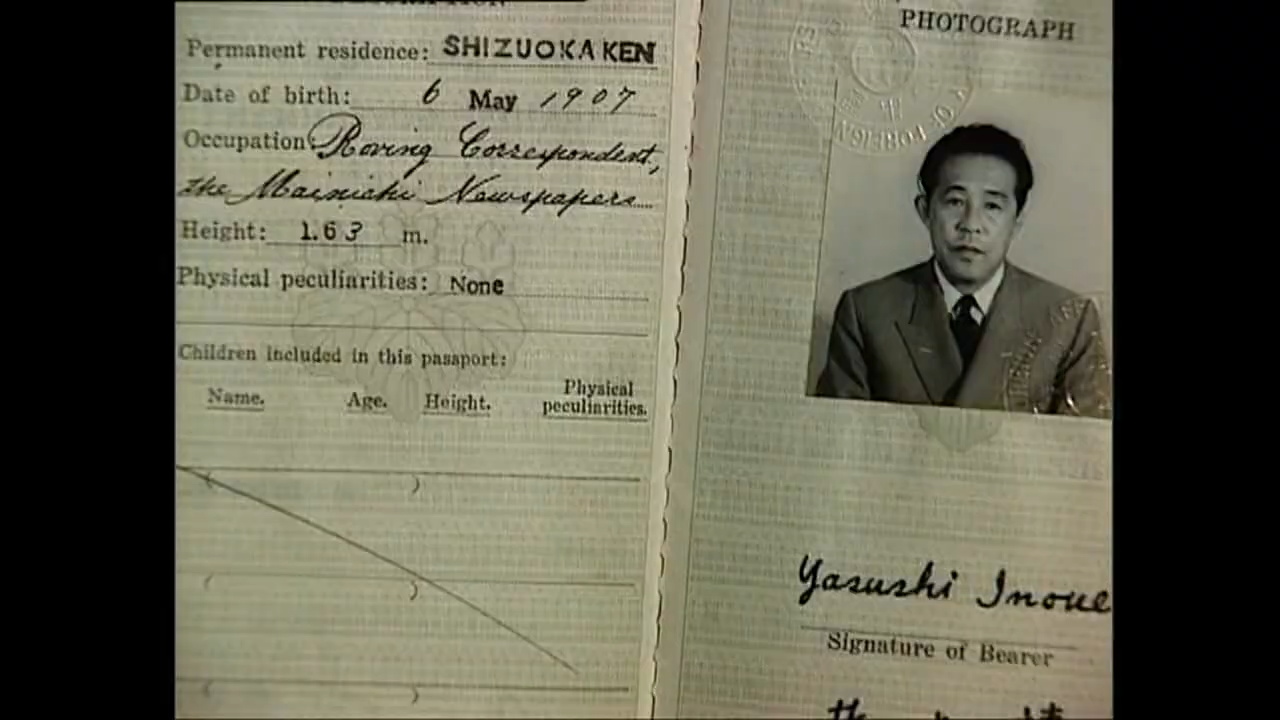 Permanent residence: SHIZUOKA KEN
Date of birth: 6 May 1907
Occupation: Roving Correspondent,
the Mainichi Newspapers
Height: 1.63 m.
Physical peculiarities: None
Children included in this passport:
Name. Age. Height. Physical peculiarities.
PHOTOGRAPH
OF FOREIGN
Yasushi Inoue
Signature of Bearer